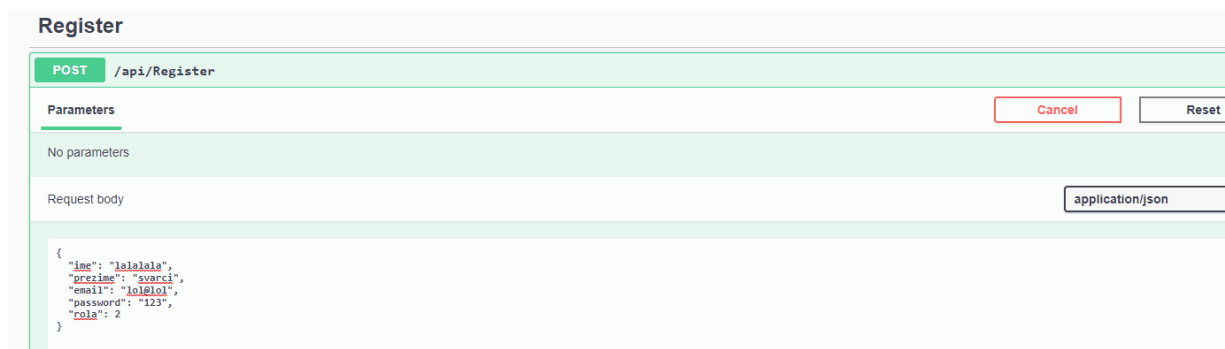 Register
POST /api/Register
Parameters
Cancel
Reset
No parameters
Request body
application/json
{
"ime": "lalalala",
"prezime": "svarci",
"email": "lol@lol",
"password": "123",
"rola": 2
}